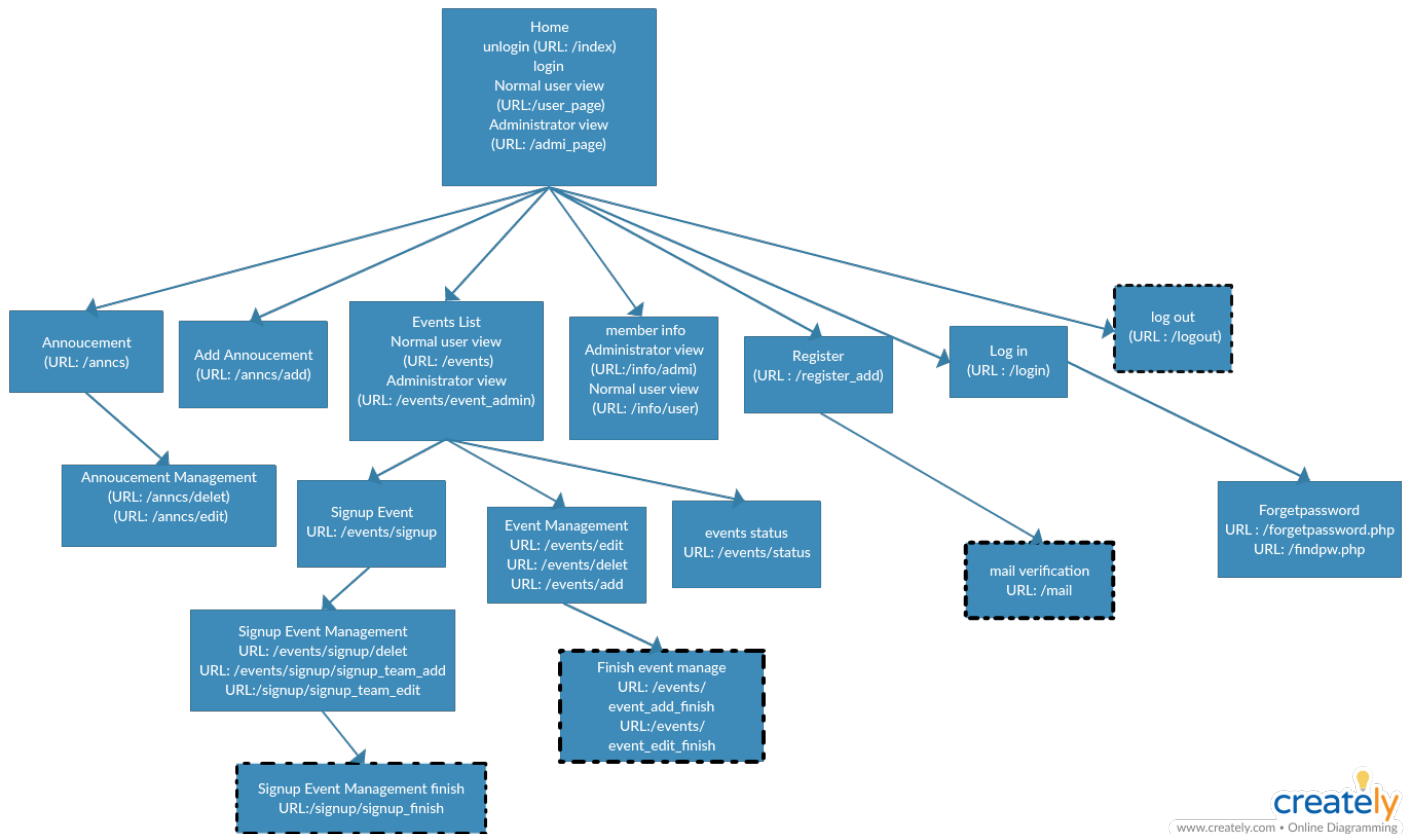 Home
unlogin (URL: /index)
login
Normal user view
(URL:/user_page)
Administrator view
(URL: /admi_page)
Annoucement
(URL: /anncs)
Add Annoucement
(URL: /anncs/add)
Events List
Normal user view
(URL: /events)
Administrator view
(URL: /events/event_admin)
member info
Administrator view
(URL:/info/admi)
Normal user view
(URL: /info/user)
Register
(URL : /register_add)
Log in
(URL : /login)
log out
(URL : /logout)
Annoucement Management
(URL: /anncs/delet)
(URL: /anncs/edit)
Signup Event
URL: /events/signup
Event Management
URL: /events/edit
URL: /events/delet
URL: /events/add
events status
URL: /events/status
mail verification
URL: /mail
Forgetpassword
URL : /forgetpassword.php
URL: /findpw.php
Signup Event Management
URL: /events/signup/delet
URL: /events/signup/signup_team_add
URL:/signup/signup_team_edit
Finish event manage
URL: /events/
event_add_finish
URL:/events/
event_edit_finish
Signup Event Management finish
URL:/signup/signup_finish
creately
www.creately.com • Online Diagramming